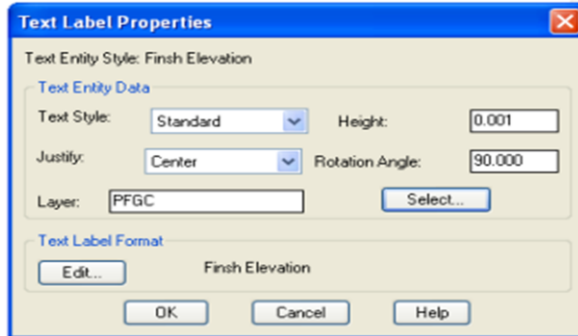 Text Label Properties
Text Entity Style: Finsh Elevation
Text Entity Data
Text Style: Standard Height: 0.001
Justify: Center Rotation Angle: 90.000
Layer: PFGC Select...
Text Label Format
Edit... Finsh Elevation
OK Cancel Help